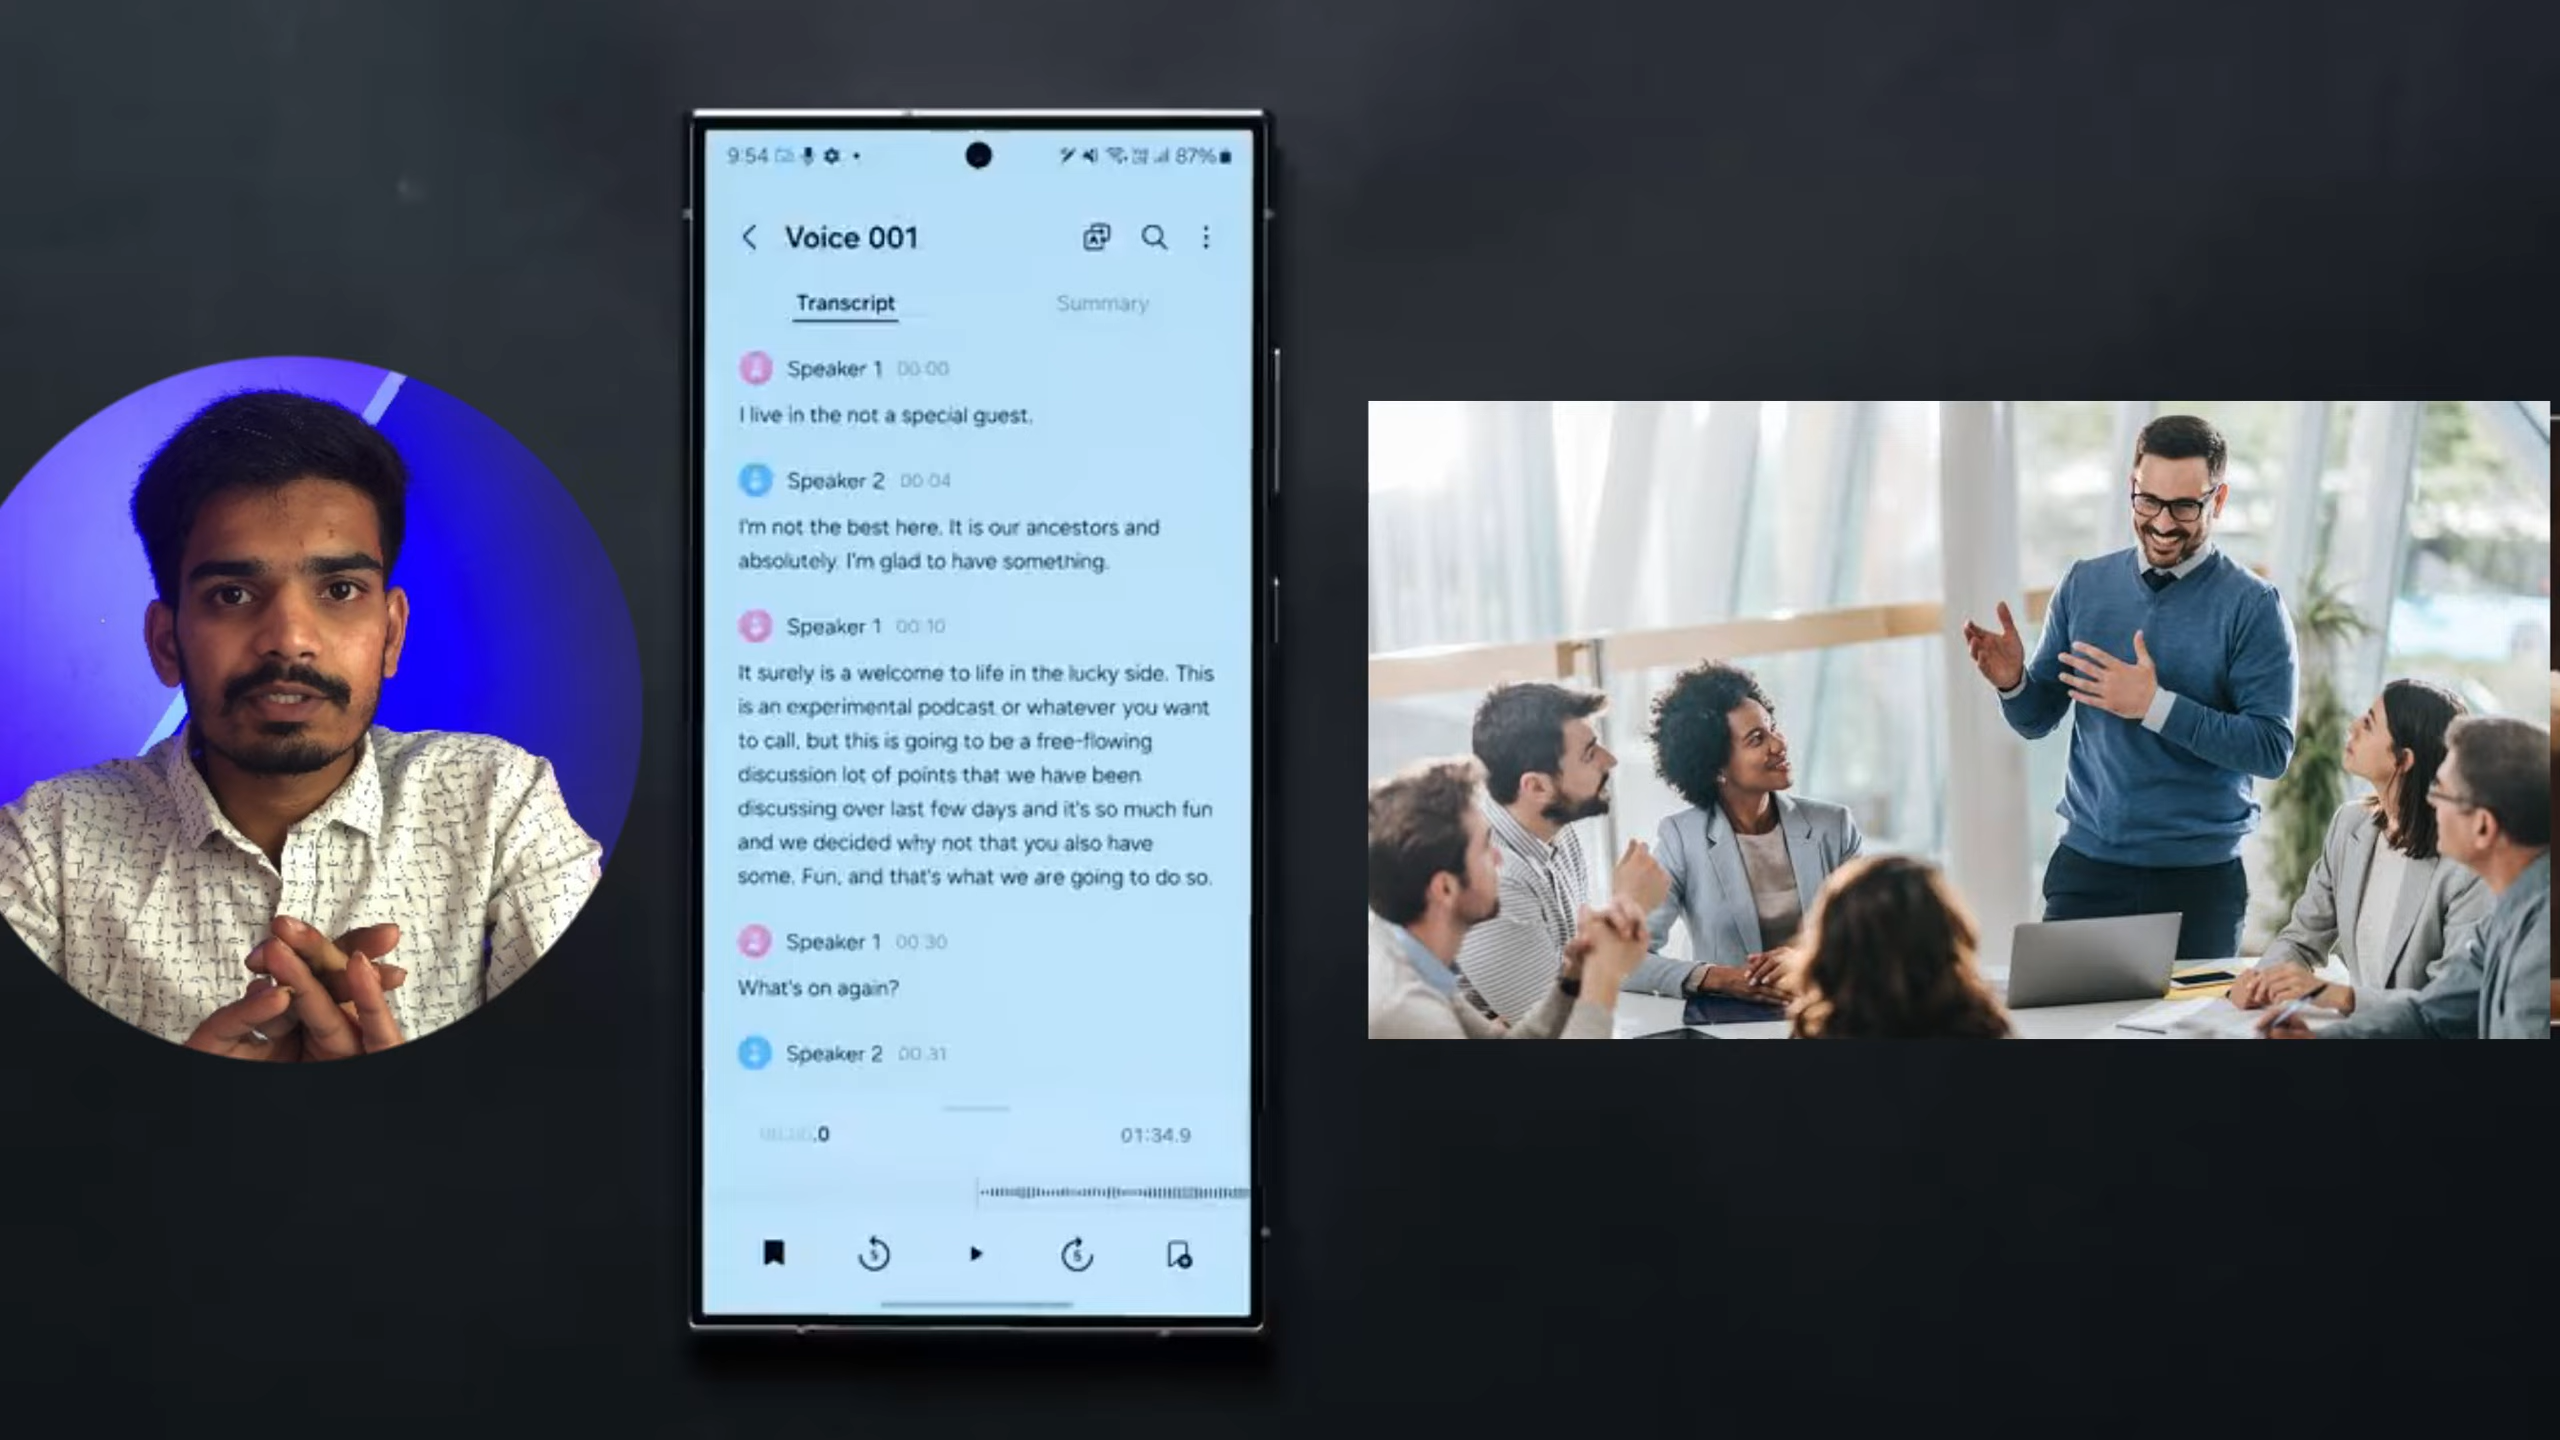 9:54 87%
Voice 001
Transcript Summary
Speaker 1 00:00
I live in the not a special guest.
Speaker 2 00:04
I'm not the best here. It is our ancestors and
absolutely. I'm glad to have something.
Speaker 1 00:10
It surely is a welcome to life in the lucky side. This
is an experimental podcast or whatever you want
to call, but this is going to be a free-flowing
discussion lot of points that we have been
discussing over last few days and it's so much fun
and we decided why not that you also have
some. Fun, and that's what we are going to do so.
Speaker 1 00:30
What's on again?
Speaker 2 00:31
01:34.9
5 5